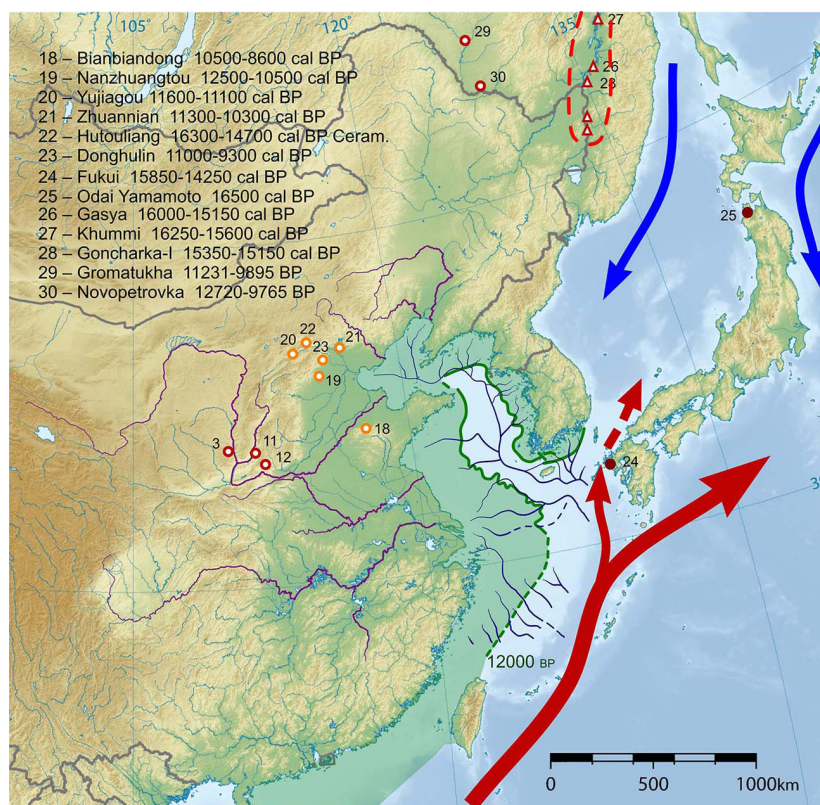 105°
120°
135°
27
29
18 – Bianbiandong 10500-8600 cal BP
19 – Nanzhuangtou 12500-10500 cal BP
20 – Yujiagou 11600-11100 cal BP
21 – Zhuannian 11300-10300 cal BP
22 – Hutouliang 16300-14700 cal BP Ceram.
23 – Donghulin 11000-9300 cal BP
24 – Fukui 15850-14250 cal BP
25 – Odai Yamamoto 16500 cal BP
26 – Gasya 16000-15150 cal BP
27 – Khummi 16250-15600 cal BP
28 – Goncharka-I 15350-15150 cal BP
29 – Gromatukha 11231-9895 BP
30 – Novopetrovka 12720-9765 BP
26
30
28
25
22
21
20
23
19
18
3
11
12
24
12000 BP
0 500 1000km